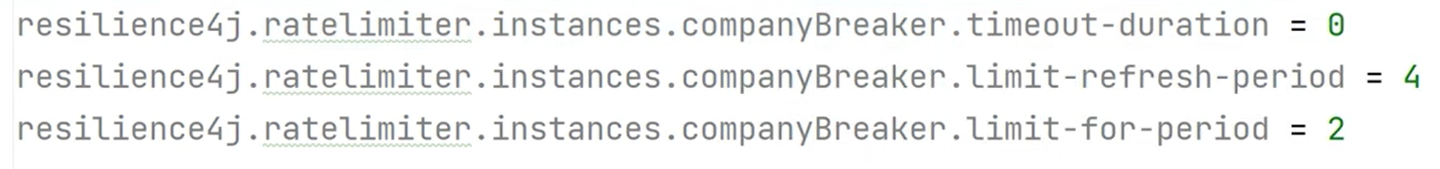 resilience4j.ratelimiter.instances.companyBreaker.timeout-duration = 0
resilience4j.ratelimiter.instances.companyBreaker.limit-refresh-period = 4
resilience4j.ratelimiter.instances.companyBreaker.limit-for-period = 2